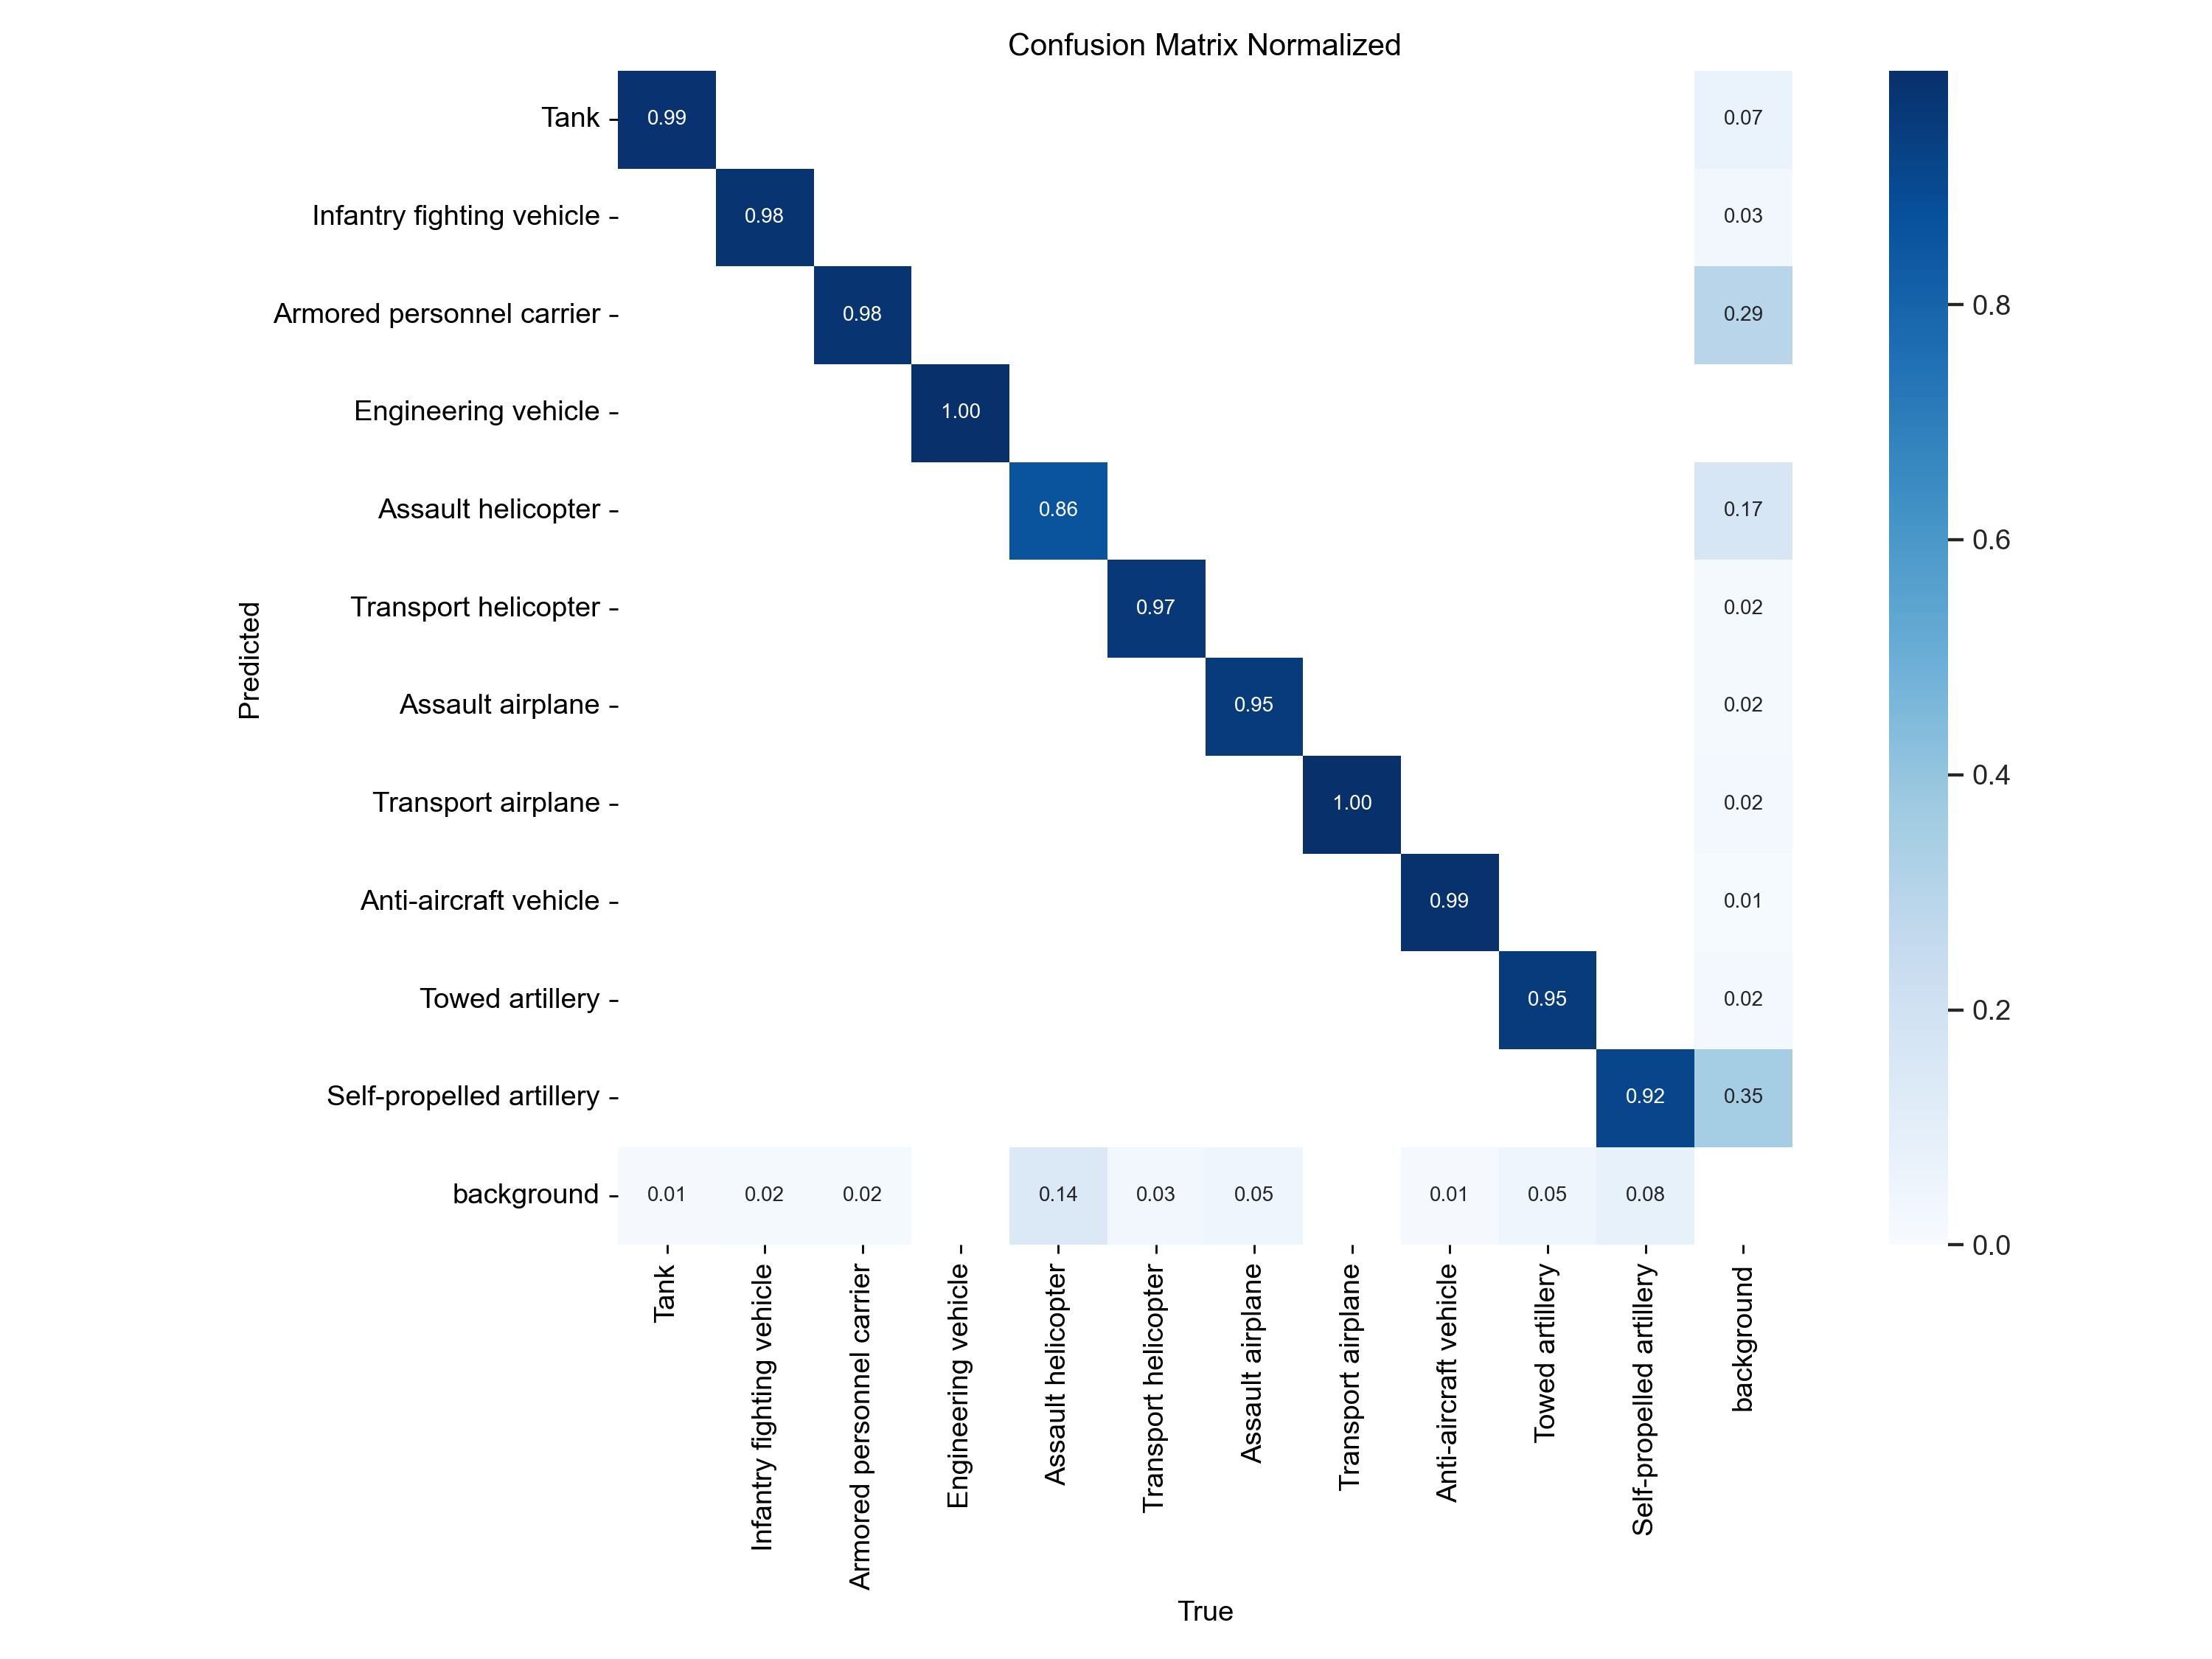 Confusion Matrix Normalized
Tank
0.99
0.07
Infantry fighting vehicle
0.98
0.03
Armored personnel carrier
0.98
0.29
Engineering vehicle
1.00
Assault helicopter
0.86
0.17
Transport helicopter
0.97
0.02
Assault airplane
0.95
0.02
Transport airplane
1.00
0.02
Anti-aircraft vehicle
0.99
0.01
Towed artillery
0.95
0.02
Self-propelled artillery
0.92
0.35
background
0.01
0.02
0.02
0.14
0.03
0.05
0.01
0.05
0.08
Predicted
Tank
Infantry fighting vehicle
Armored personnel carrier
Engineering vehicle
Assault helicopter
Transport helicopter
Assault airplane
Transport airplane
Anti-aircraft vehicle
Towed artillery
Self-propelled artillery
background
True
0.8
0.6
0.4
0.2
0.0